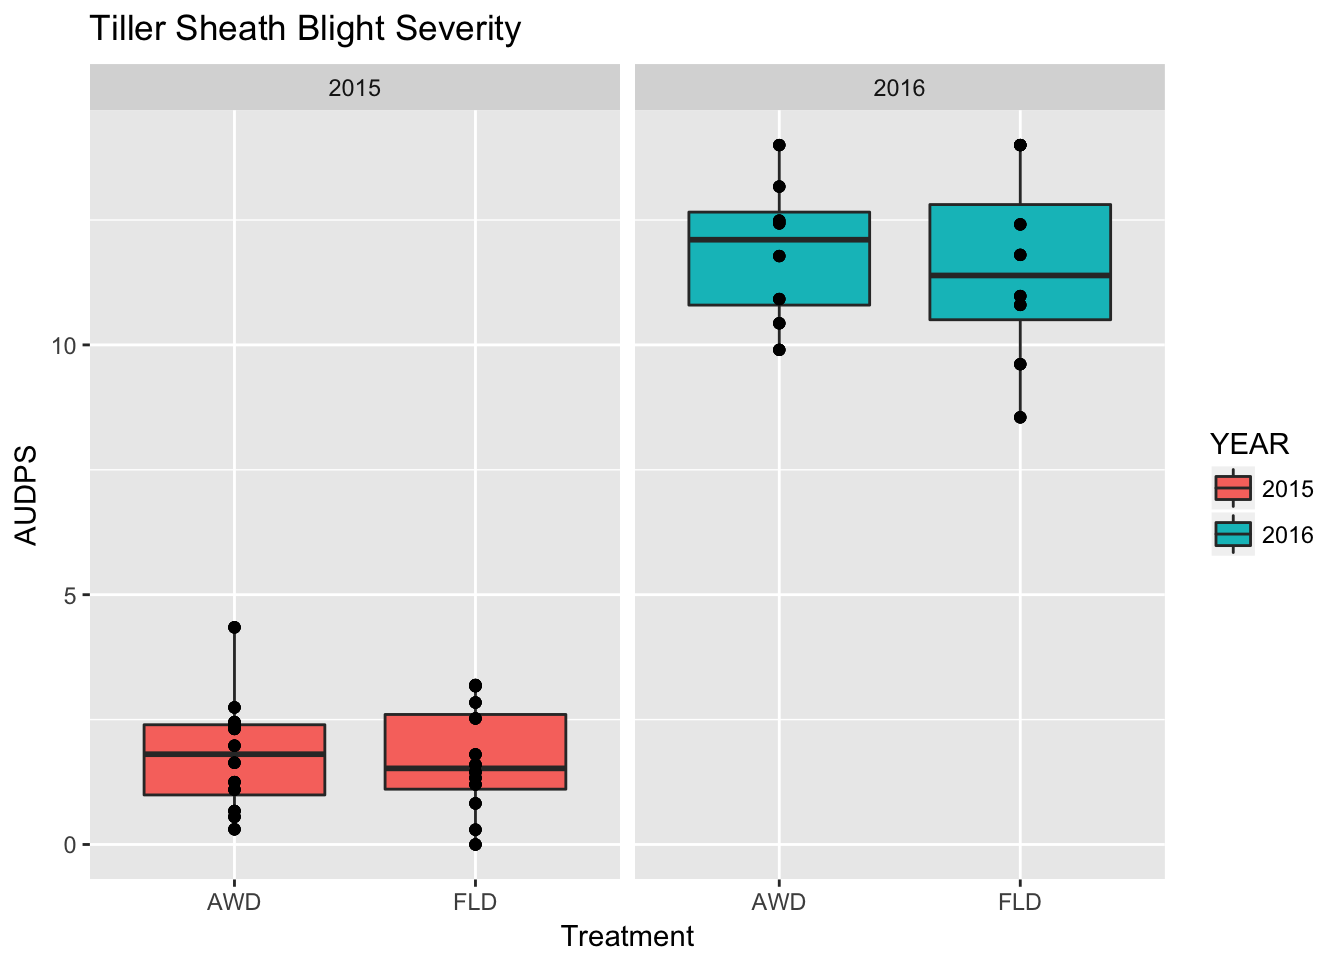 Tiller Sheath Blight Severity
2015
2016
10
5
0
AUDPS
AWD
FLD
AWD
FLD
Treatment
YEAR
2015
2016